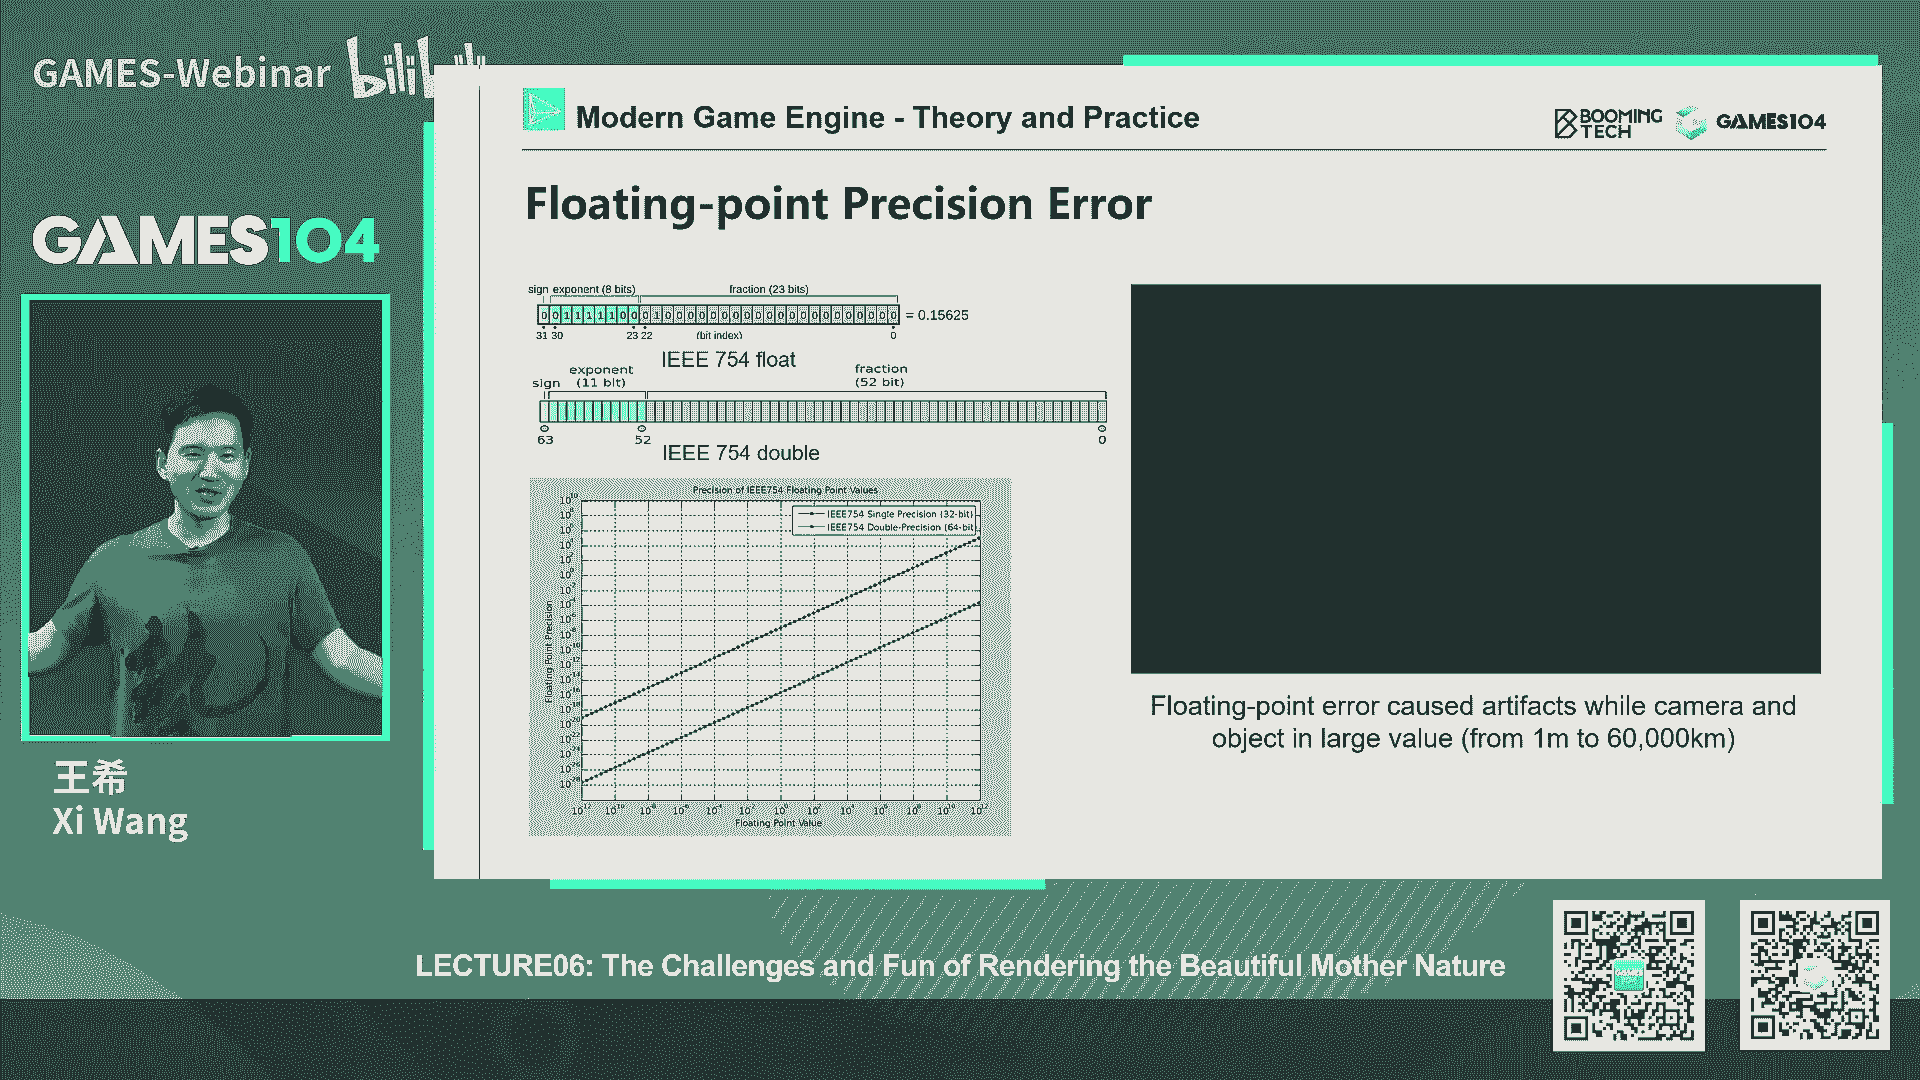 GAMES-Webinar bilibili
GAMES104
王希
Xi Wang
Modern Game Engine - Theory and Practice
BOOMING TECH
GAMES104
Floating-point Precision Error
sign exponent (8 bits) fraction (23 bits)
0 0 1 1 1 1 1 0 0 0 1 0 0 0 0 0 0 0 0 0 0 0 0 0 0 0 0 0 0 0 0 0 = 0.15625
31 30 23 22 (bit index) 0
IEEE 754 float
sign exponent (11 bit) fraction (52 bit)
63 52 0
IEEE 754 double
Precision of IEEE754 Floating Point Values
IEEE754 Single Precision (32-bit)
IEEE754 Double-Precision (64-bit)
Floating Point Precision
Floating Point Value
Floating-point error caused artifacts while camera and
object in large value (from 1m to 60,000km)
LECTURE06: The Challenges and Fun of Rendering the Beautiful Mother Nature